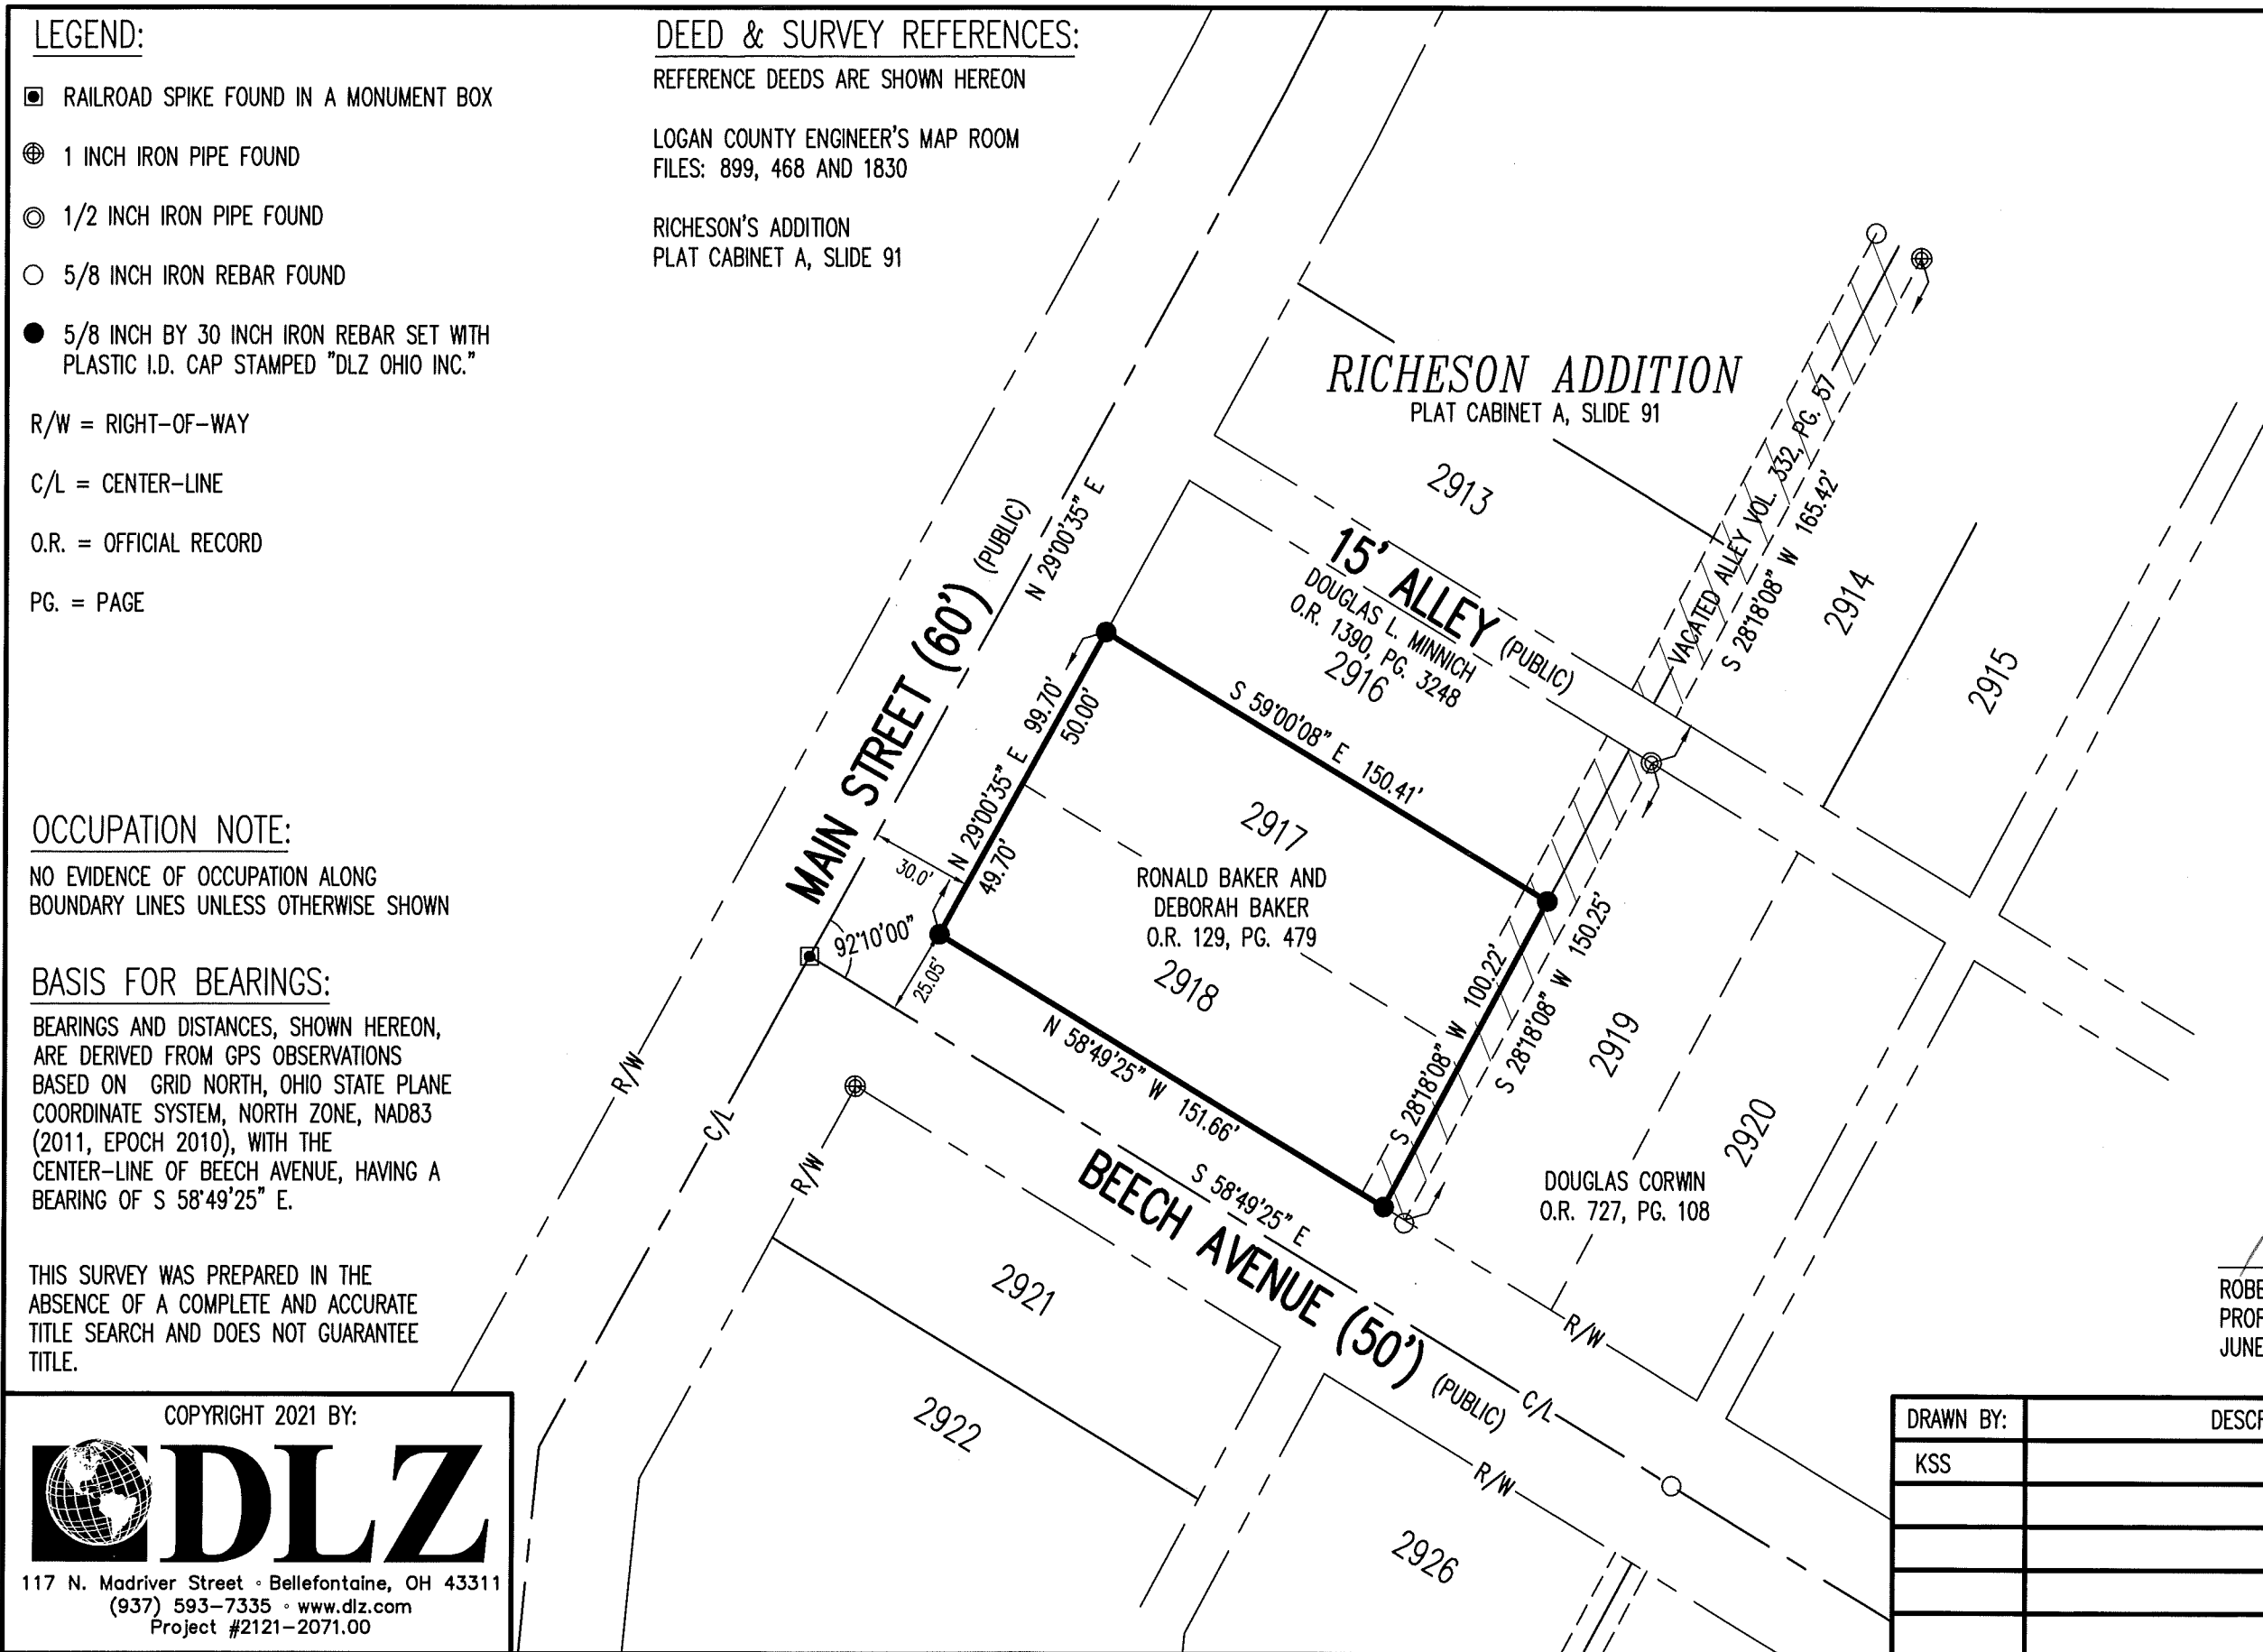 LEGEND:
RAILROAD SPIKE FOUND IN A MONUMENT BOX
1 INCH IRON PIPE FOUND
1/2 INCH IRON PIPE FOUND
5/8 INCH IRON REBAR FOUND
5/8 INCH BY 30 INCH IRON REBAR SET WITH
PLASTIC I.D. CAP STAMPED "DLZ OHIO INC."
R/W = RIGHT-OF-WAY
C/L = CENTER-LINE
O.R. = OFFICIAL RECORD
PG. = PAGE
OCCUPATION NOTE:
NO EVIDENCE OF OCCUPATION ALONG
BOUNDARY LINES UNLESS OTHERWISE SHOWN
BASIS FOR BEARINGS:
BEARINGS AND DISTANCES, SHOWN HEREON,
ARE DERIVED FROM GPS OBSERVATIONS
BASED ON GRID NORTH, OHIO STATE PLANE
COORDINATE SYSTEM, NORTH ZONE, NAD83
(2011, EPOCH 2010), WITH THE
CENTER-LINE OF BEECH AVENUE, HAVING A
BEARING OF S 58°49'25" E.
THIS SURVEY WAS PREPARED IN THE
ABSENCE OF A COMPLETE AND ACCURATE
TITLE SEARCH AND DOES NOT GUARANTEE
TITLE.
COPYRIGHT 2021 BY:
DLZ
117 N. Madriver Street ◦ Bellefontaine, OH 43311
(937) 593-7335 ◦ www.dlz.com
Project #2121-2071.00
DEED & SURVEY REFERENCES:
REFERENCE DEEDS ARE SHOWN HEREON
LOGAN COUNTY ENGINEER'S MAP ROOM
FILES: 899, 468 AND 1830
RICHESON'S ADDITION
PLAT CABINET A, SLIDE 91
RICHESON ADDITION
PLAT CABINET A, SLIDE 91
2913
15' ALLEY (PUBLIC)
DOUGLAS L. MINNICH
O.R. 1390, PG. 3248
2916
VACATED ALLEY VOL. 332, PG. 57
S 28°18'08" W 165.42'
2914
2915
MAIN STREET (60') (PUBLIC)
N 29°00'35" E
N 29°00'35" E 99.70'
50.00'
49.70'
30.0'
92°10'00"
25.05'
S 59°00'08" E 150.41'
2917
RONALD BAKER AND
DEBORAH BAKER
O.R. 129, PG. 479
2918
N 58°49'25" W 151.66'
S 28°18'08" W 100.22'
S 28°18'08" W 150.25'
2919
2920
DOUGLAS CORWIN
O.R. 727, PG. 108
S 58°49'25" E
BEECH AVENUE (50') (PUBLIC)
R/W
C/L
R/W
R/W
C/L
R/W
2921
2922
2926
ROBE
PROF
JUNE
DRAWN BY:
DESCR
KSS